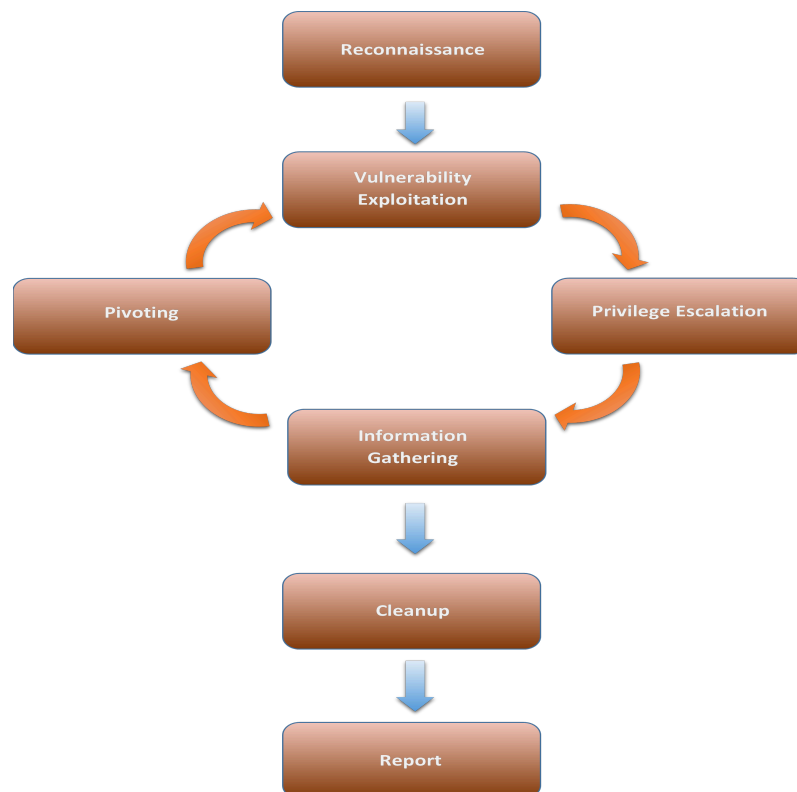 Reconnaissance
Vulnerability
Exploitation
Pivoting
Privilege Escalation
Information
Gathering
Cleanup
Report